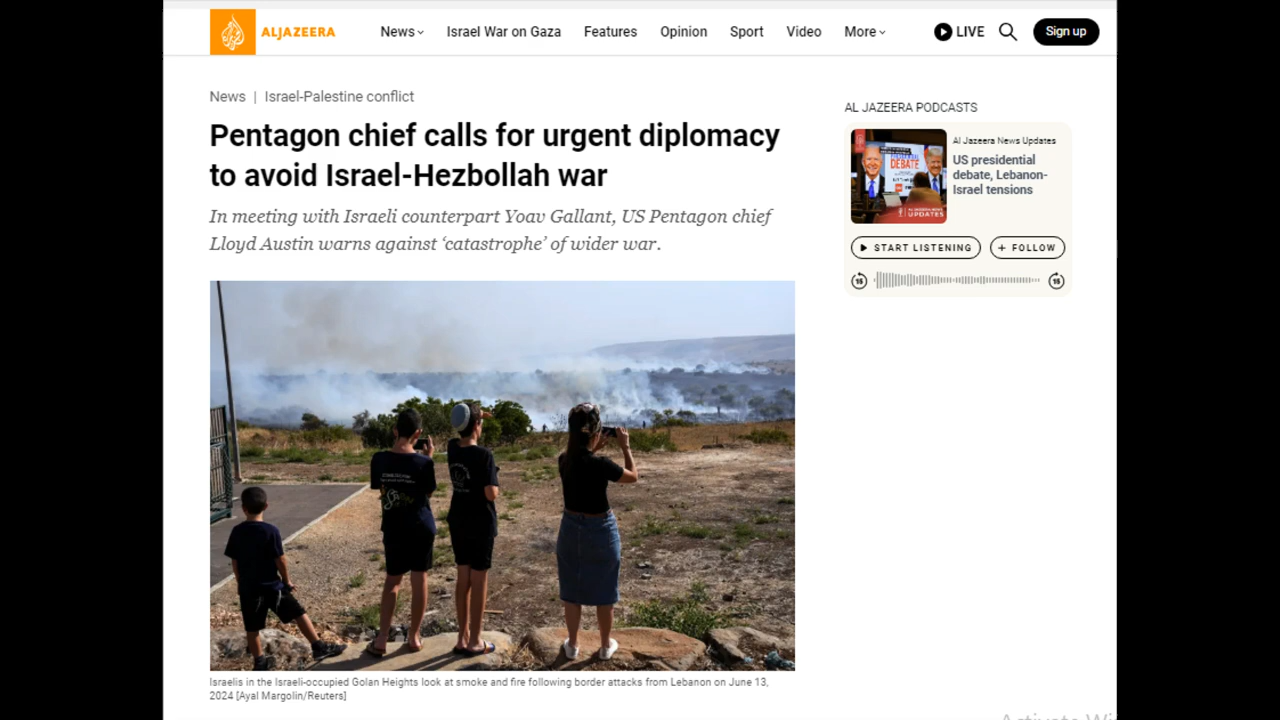 ALJAZEERA
News
Israel War on Gaza
Features
Opinion
Sport
Video
More
LIVE
Sign up
News | Israel-Palestine conflict
Pentagon chief calls for urgent diplomacy
to avoid Israel-Hezbollah war
In meeting with Israeli counterpart Yoav Gallant, US Pentagon chief
Lloyd Austin warns against ‘catastrophe’ of wider war.
Israelis in the Israeli-occupied Golan Heights look at smoke and fire following border attacks from Lebanon on June 13,
2024 [Ayal Margolin/Reuters]
AL JAZEERA PODCASTS
DEBATE
UPDATES
Al Jazeera News Updates
US presidential
debate, Lebanon-
Israel tensions
START LISTENING
+ FOLLOW
15
15
Activate Wi